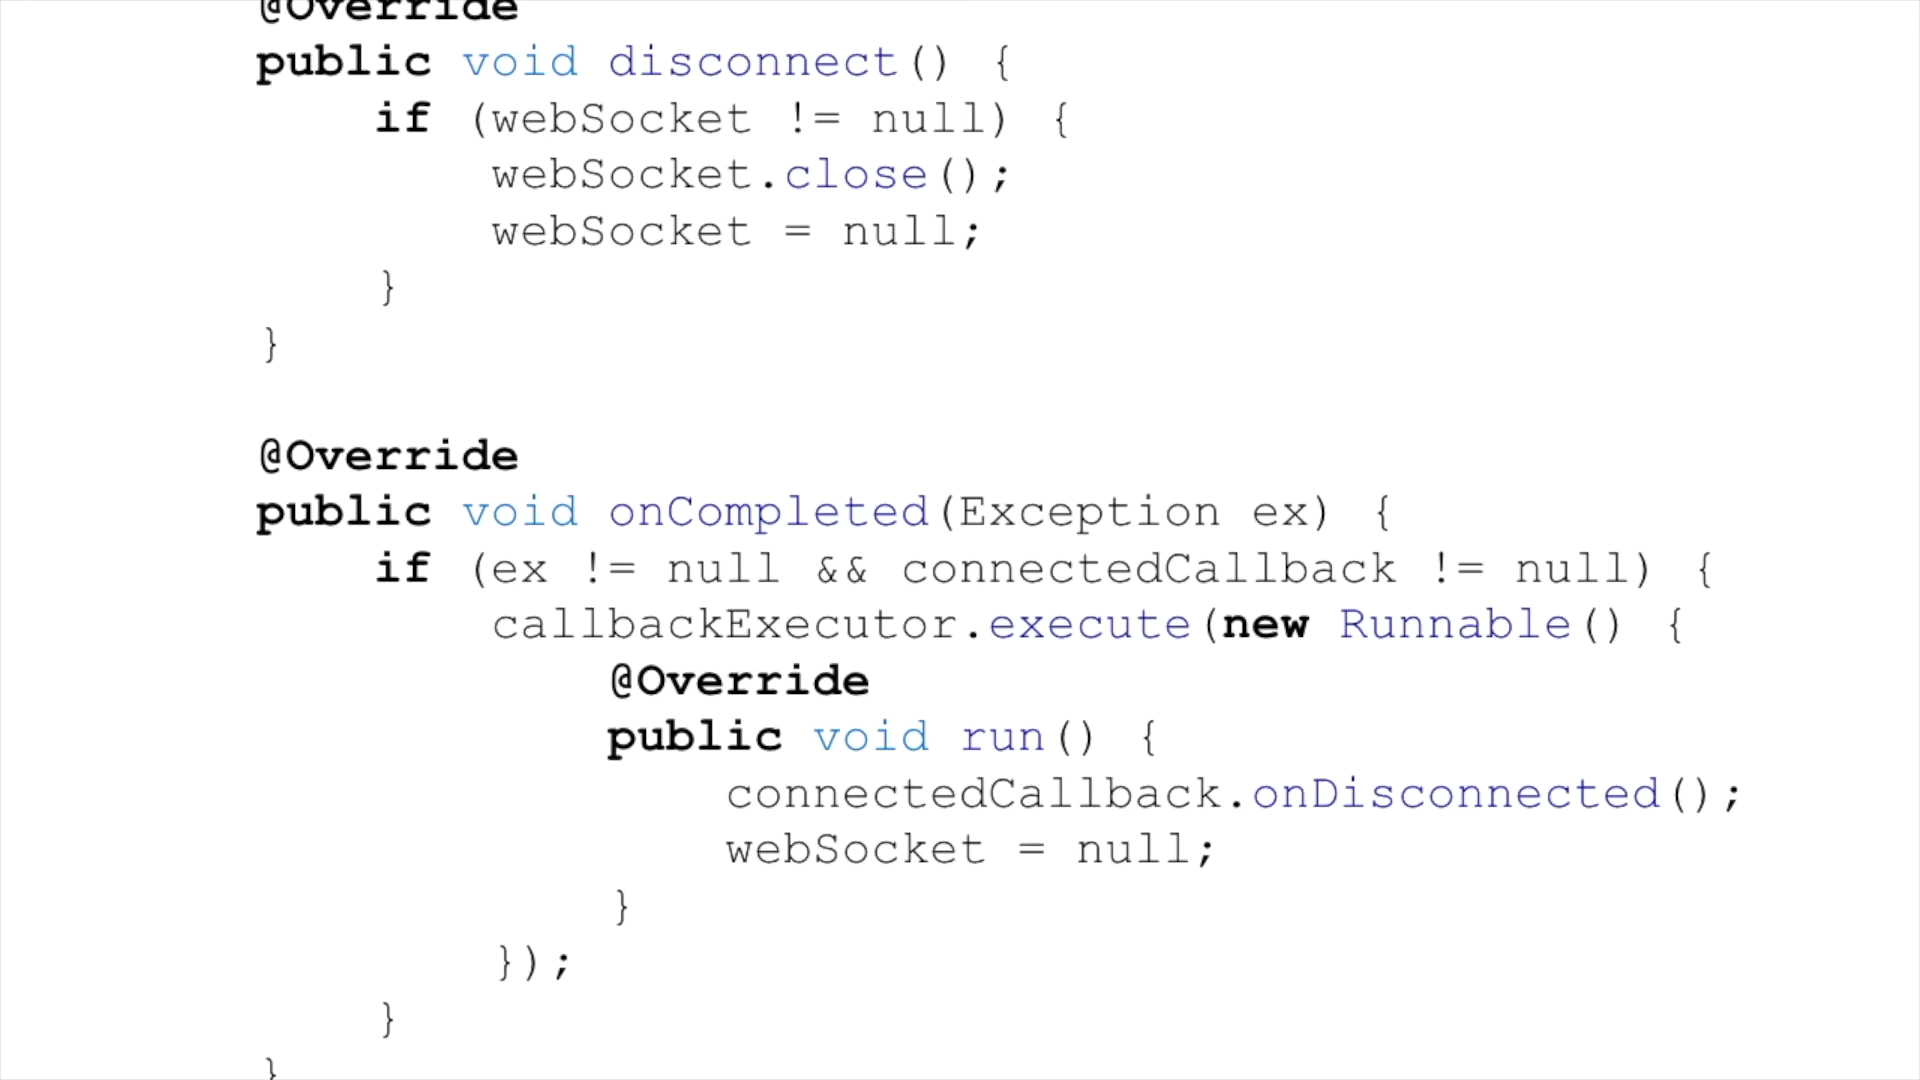 @Override
public void disconnect() {
if (webSocket != null) {
webSocket.close();
webSocket = null;
}
}
@Override
public void onCompleted(Exception ex) {
if (ex != null && connectedCallback != null) {
callbackExecutor.execute(new Runnable() {
@Override
public void run() {
connectedCallback.onDisconnected();
webSocket = null;
}
});
}
}